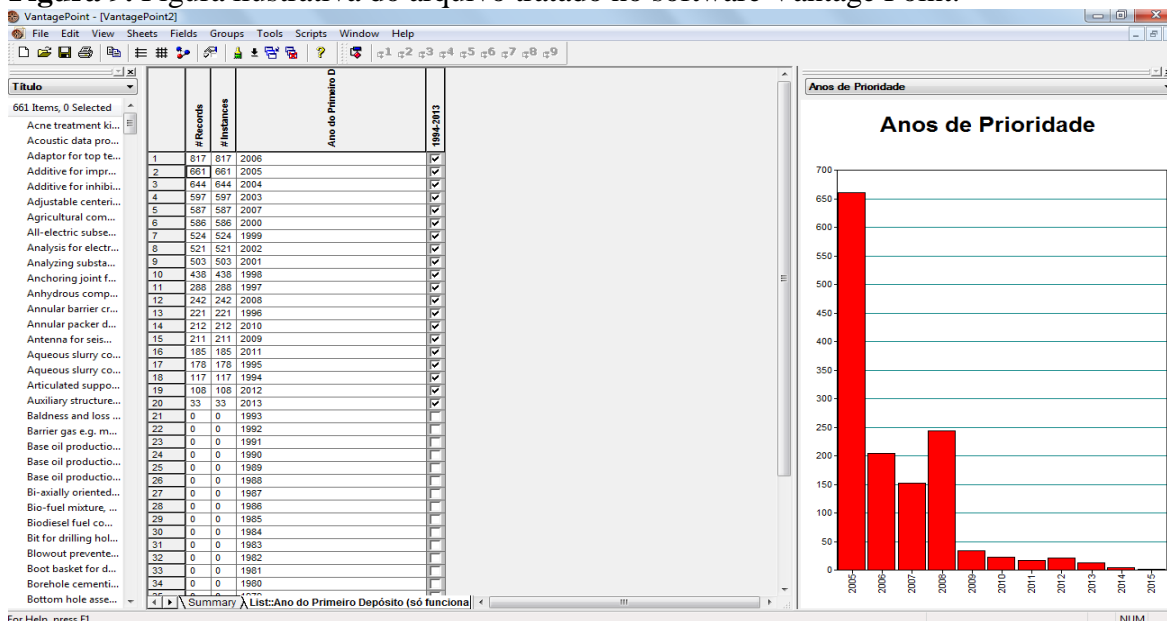 Figura 9: Figura ilustrativa do arquivo tratado no software Vantage Point.
VantagePoint - [VantagePoint2]
File Edit View Sheets Fields Groups Tools Scripts Window Help
g1 g2 g3 g4 g5 g6 g7 g8 g9
Título
661 Items, 0 Selected
Acne treatment ki...
Acoustic data pro...
Adaptor for top te...
Additive for impr...
Additive for inhibi...
Adjustable centeri...
Agricultural com...
All-electric subse...
Analysis for electr...
Analyzing substa...
Anchoring joint f...
Anhydrous comp...
Annular barrier cr...
Annular packer d...
Antenna for seis...
Aqueous slurry co...
Aqueous slurry co...
Articulated suppo...
Auxiliary structure...
Baldness and loss ...
Barrier gas e.g. m...
Base oil productio...
Base oil productio...
Base oil productio...
Bi-axially oriented...
Bio-fuel mixture, ...
Biodiesel fuel co...
Bit for drilling hol...
Blowout prevente...
Boot basket for d...
Borehole cementi...
Bottom hole asse...
# Records # Instances Ano do Primeiro D 1994-2013
1 817 817 2006
2 661 661 2005
3 644 644 2004
4 597 597 2003
5 587 587 2007
6 586 586 2000
7 524 524 1999
8 521 521 2002
9 503 503 2001
10 438 438 1998
11 288 288 1997
12 242 242 2008
13 221 221 1996
14 212 212 2010
15 211 211 2009
16 185 185 2011
17 178 178 1995
18 117 117 1994
19 108 108 2012
20 33 33 2013
21 0 0 1993
22 0 0 1992
23 0 0 1991
24 0 0 1990
25 0 0 1989
26 0 0 1988
27 0 0 1987
28 0 0 1986
29 0 0 1985
30 0 0 1984
31 0 0 1983
32 0 0 1982
33 0 0 1981
34 0 0 1980
Summary List::Ano do Primeiro Depósito (só funciona
Anos de Prioridade
Anos de Prioridade
700
650
600
550
500
450
400
350
300
250
200
150
100
50
0
2005 2006 2007 2008 2009 2010 2011 2012 2013 2014 2015
For Help, press F1
NUM